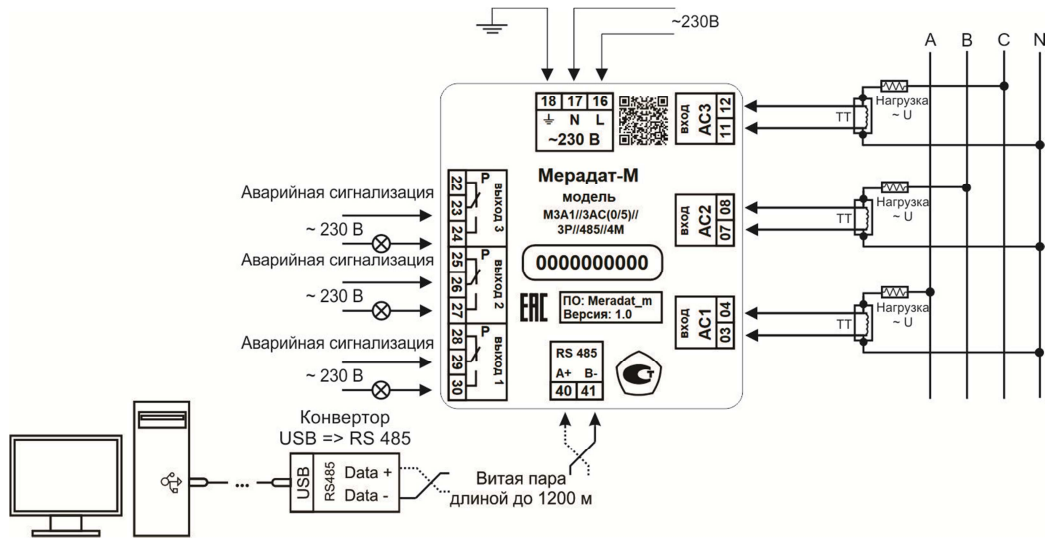 ~230В
A B C N
18 17 16
N L
~230 В
вход
AC3
11 12
ТТ
Нагрузка
~ U
Мерадат-М
модель
М3А1//3АС(0/5)//
3Р//485//4М
0000000000
ПО: Meradat_m
Версия: 1.0
EAC
вход
AC2
07 08
ТТ
Нагрузка
~ U
вход
AC1
03 04
ТТ
Нагрузка
~ U
22
23
24
Р
выход 3
25
26
27
Р
выход 2
28
29
30
Р
выход 1
Аварийная сигнализация
~ 230 В
Аварийная сигнализация
~ 230 В
Аварийная сигнализация
~ 230 В
RS 485
A+ B-
40 41
Т
Конвертор
USB => RS 485
USB
RS485
Data +
Data -
...
Витая пара
длиной до 1200 м